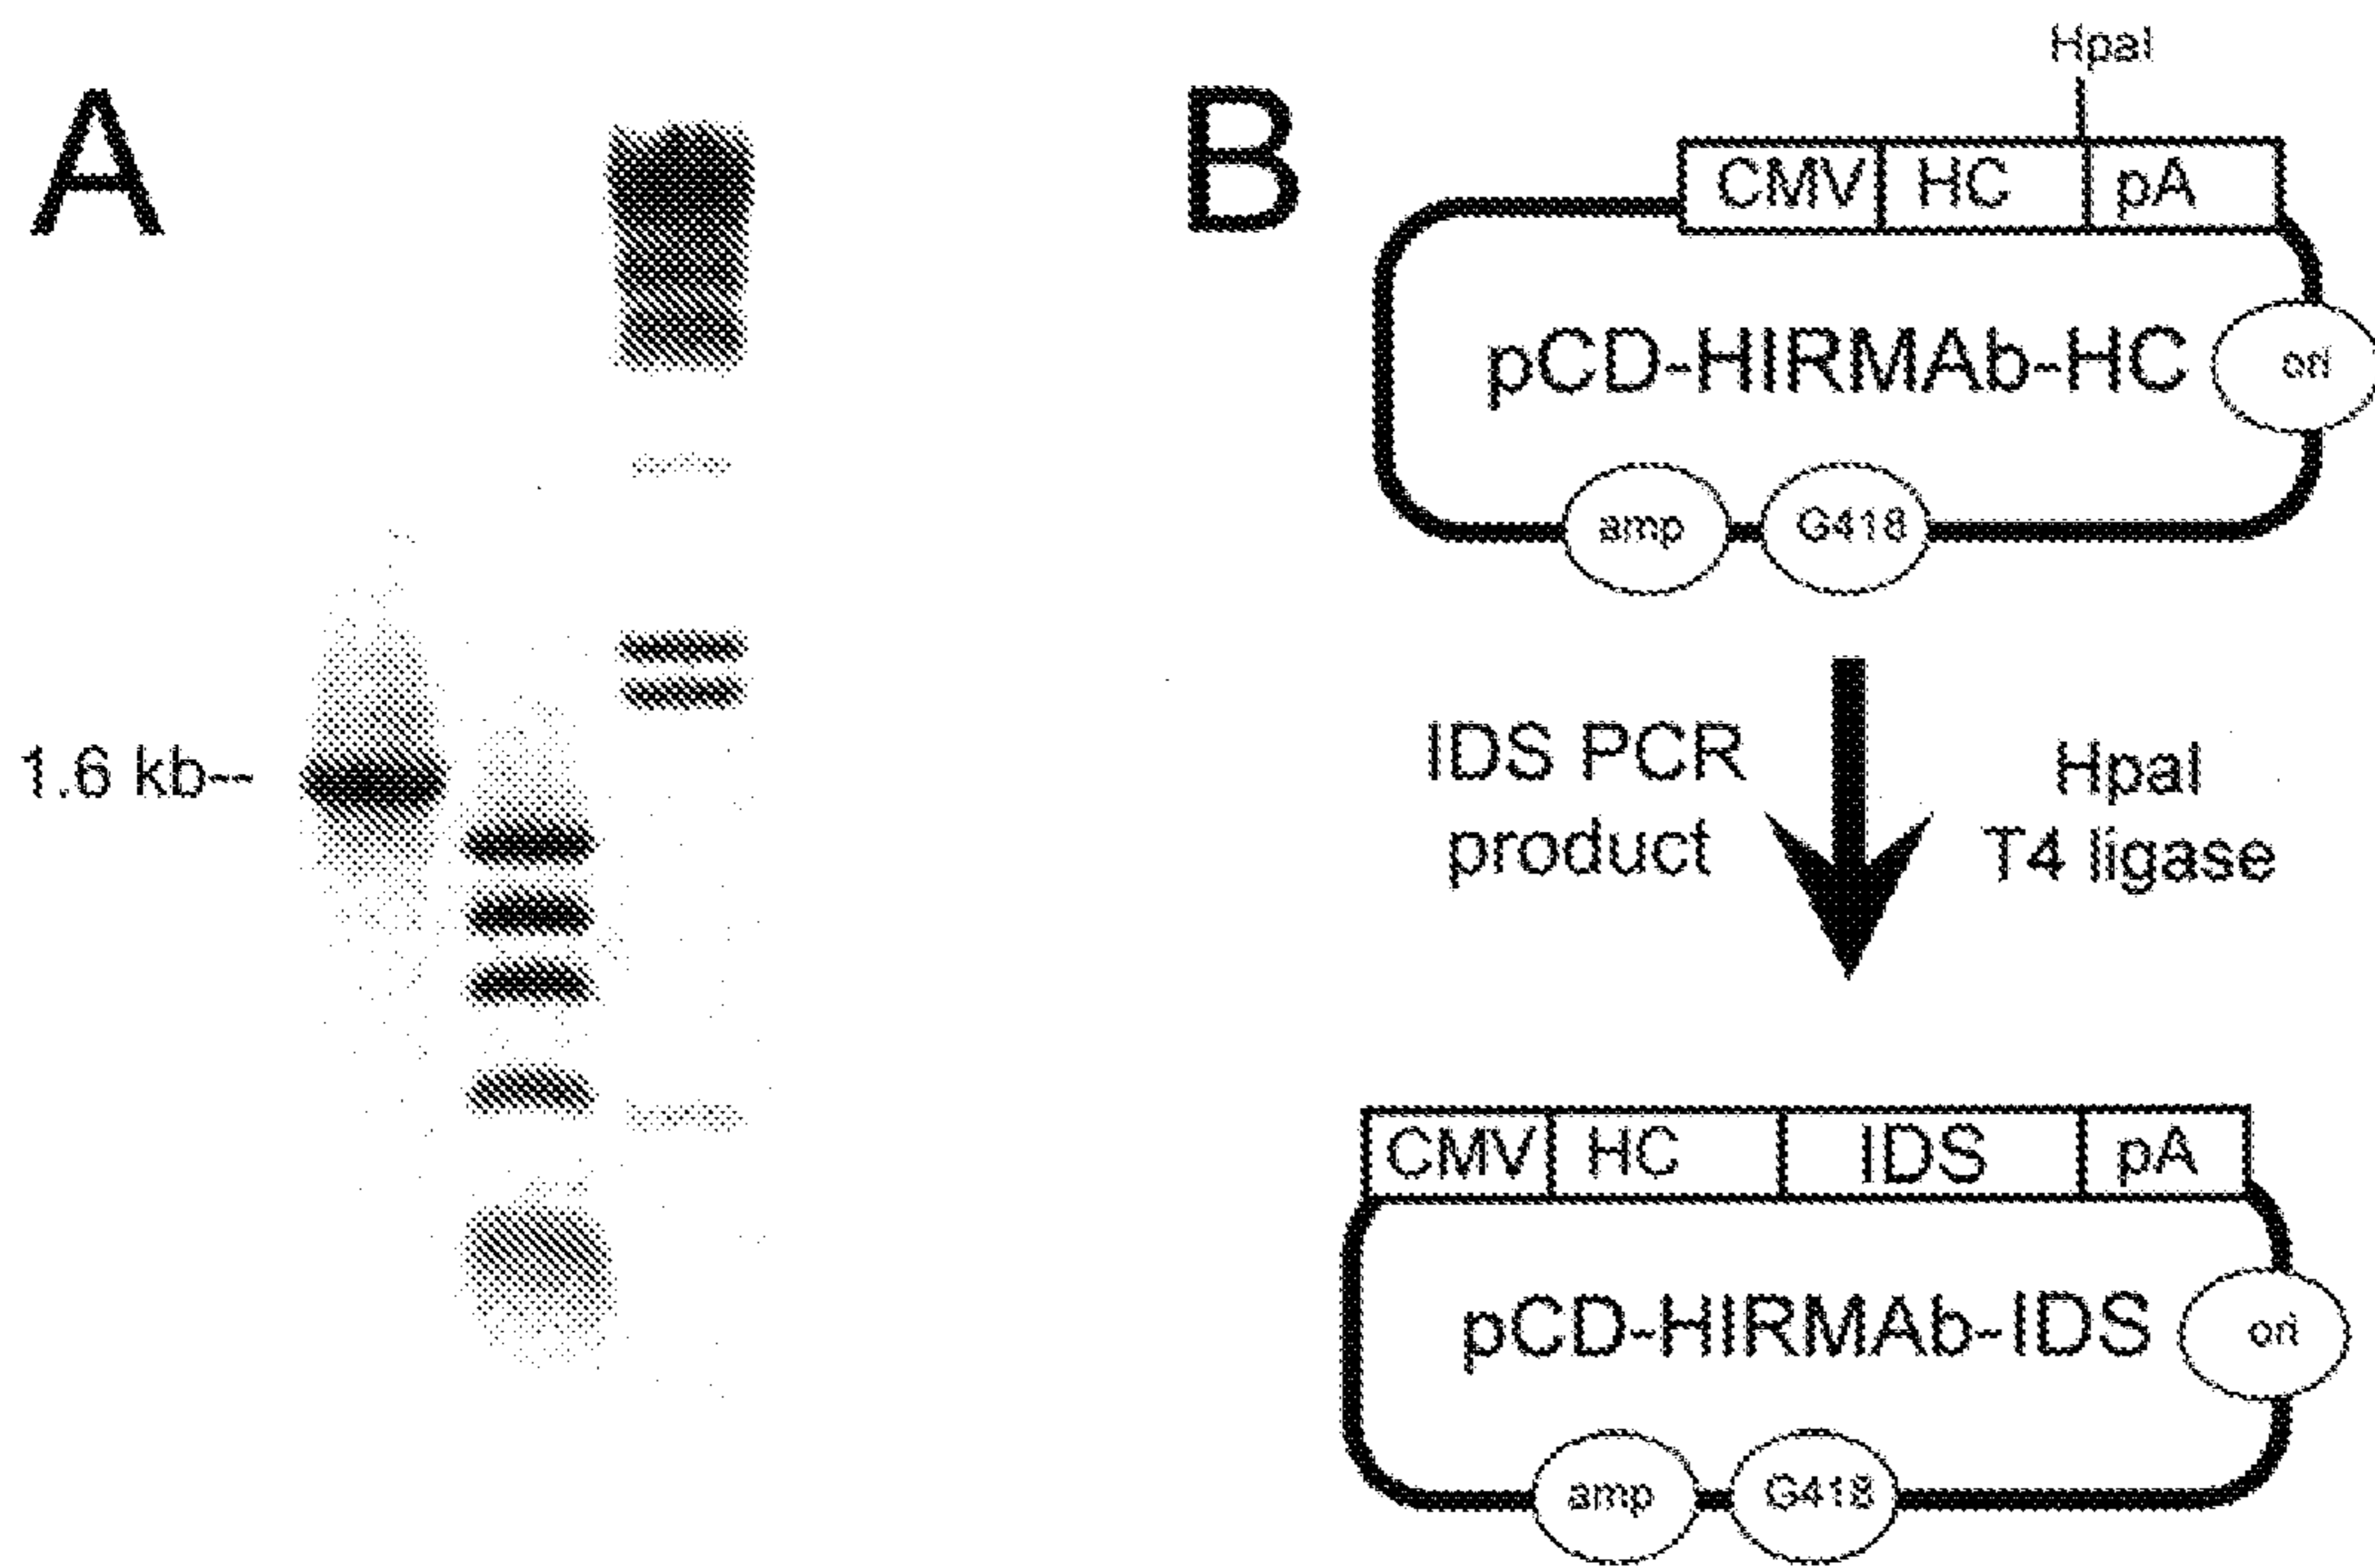 A
1.6 kb--
B
HpaI
CMV HC pA
pCD-HIRMAb-HC
ori
amp
G418
IDS PCR
product
HpaI
T4 ligase
CMV HC IDS pA
pCD-HIRMAb-IDS
ori
amp
G418